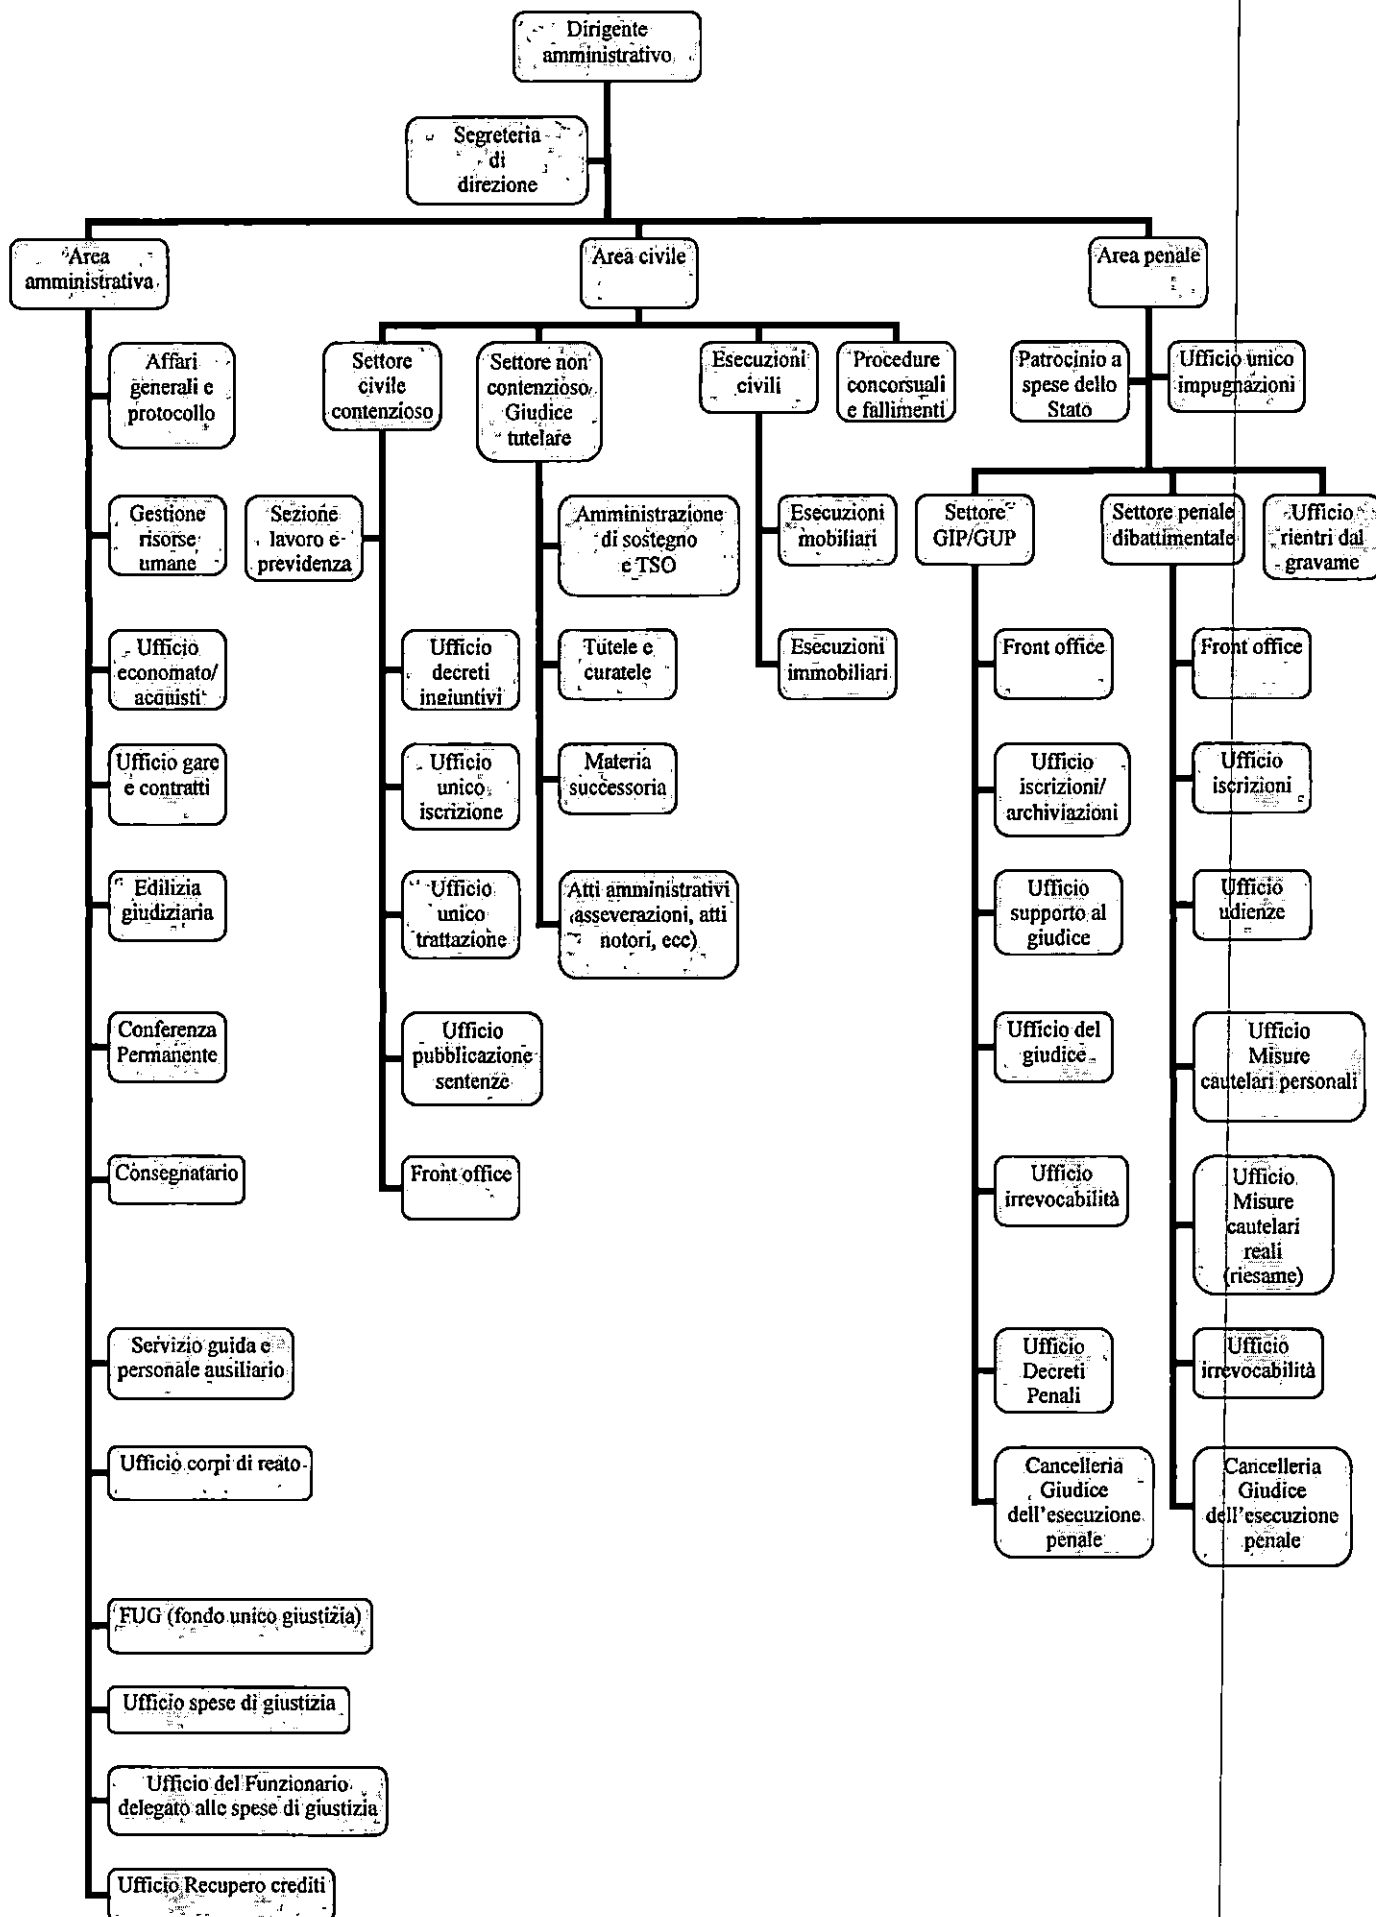 Dirigente
amministrativo
Segreteria
di
direzione
Area
amministrativa
Area civile
Area penale
Affari
generali e
protocollo
Gestione
risorse
umane
Ufficio
economato/
acquisti
Ufficio gare
e contratti
Edilizia
giudiziaria
Conferenza
Permanente
Consegnatario
Servizio guida e
personale ausiliario
Ufficio corpi di reato
FUG (fondo unico giustizia)
Ufficio spese di giustizia
Ufficio del Funzionario
delegato alle spese di giustizia
Ufficio Recupero crediti
Settore
civile
contenzioso
Sezione
lavoro e
previdenza
Ufficio
decreti
ingiuntivi
Ufficio
unico
iscrizione
Ufficio
unico
trattazione
Ufficio
pubblicazione
sentenze
Front office
Settore non
contenzioso
Giudice
tutelare
Amministrazione
di sostegno
e TSO
Tutele e
curatele
Materia
successoria
Atti amministrativi
(asseverazioni, atti
notori, ecc)
Esecuzioni
civili
Esecuzioni
mobiliari
Esecuzioni
immobiliari
Procedure
concorsuali
e fallimenti
Patrocinio a
spese dello
Stato
Ufficio unico
impugnazioni
Settore
GIP/GUP
Front office
Ufficio
iscrizioni/
archiviazioni
Ufficio
supporto al
giudice
Ufficio del
giudice
Ufficio
irrevocabilità
Ufficio
Decreti
Penali
Cancelleria
Giudice
dell'esecuzione
penale
Settore penale
dibattimentale
Front office
Ufficio
iscrizioni
Ufficio
udienze
Ufficio
Misure
cautelari personali
Ufficio
Misure
cautelari
reali
(riesame)
Ufficio
irrevocabilità
Cancelleria
Giudice
dell'esecuzione
penale
Ufficio
rientri dal
gravame